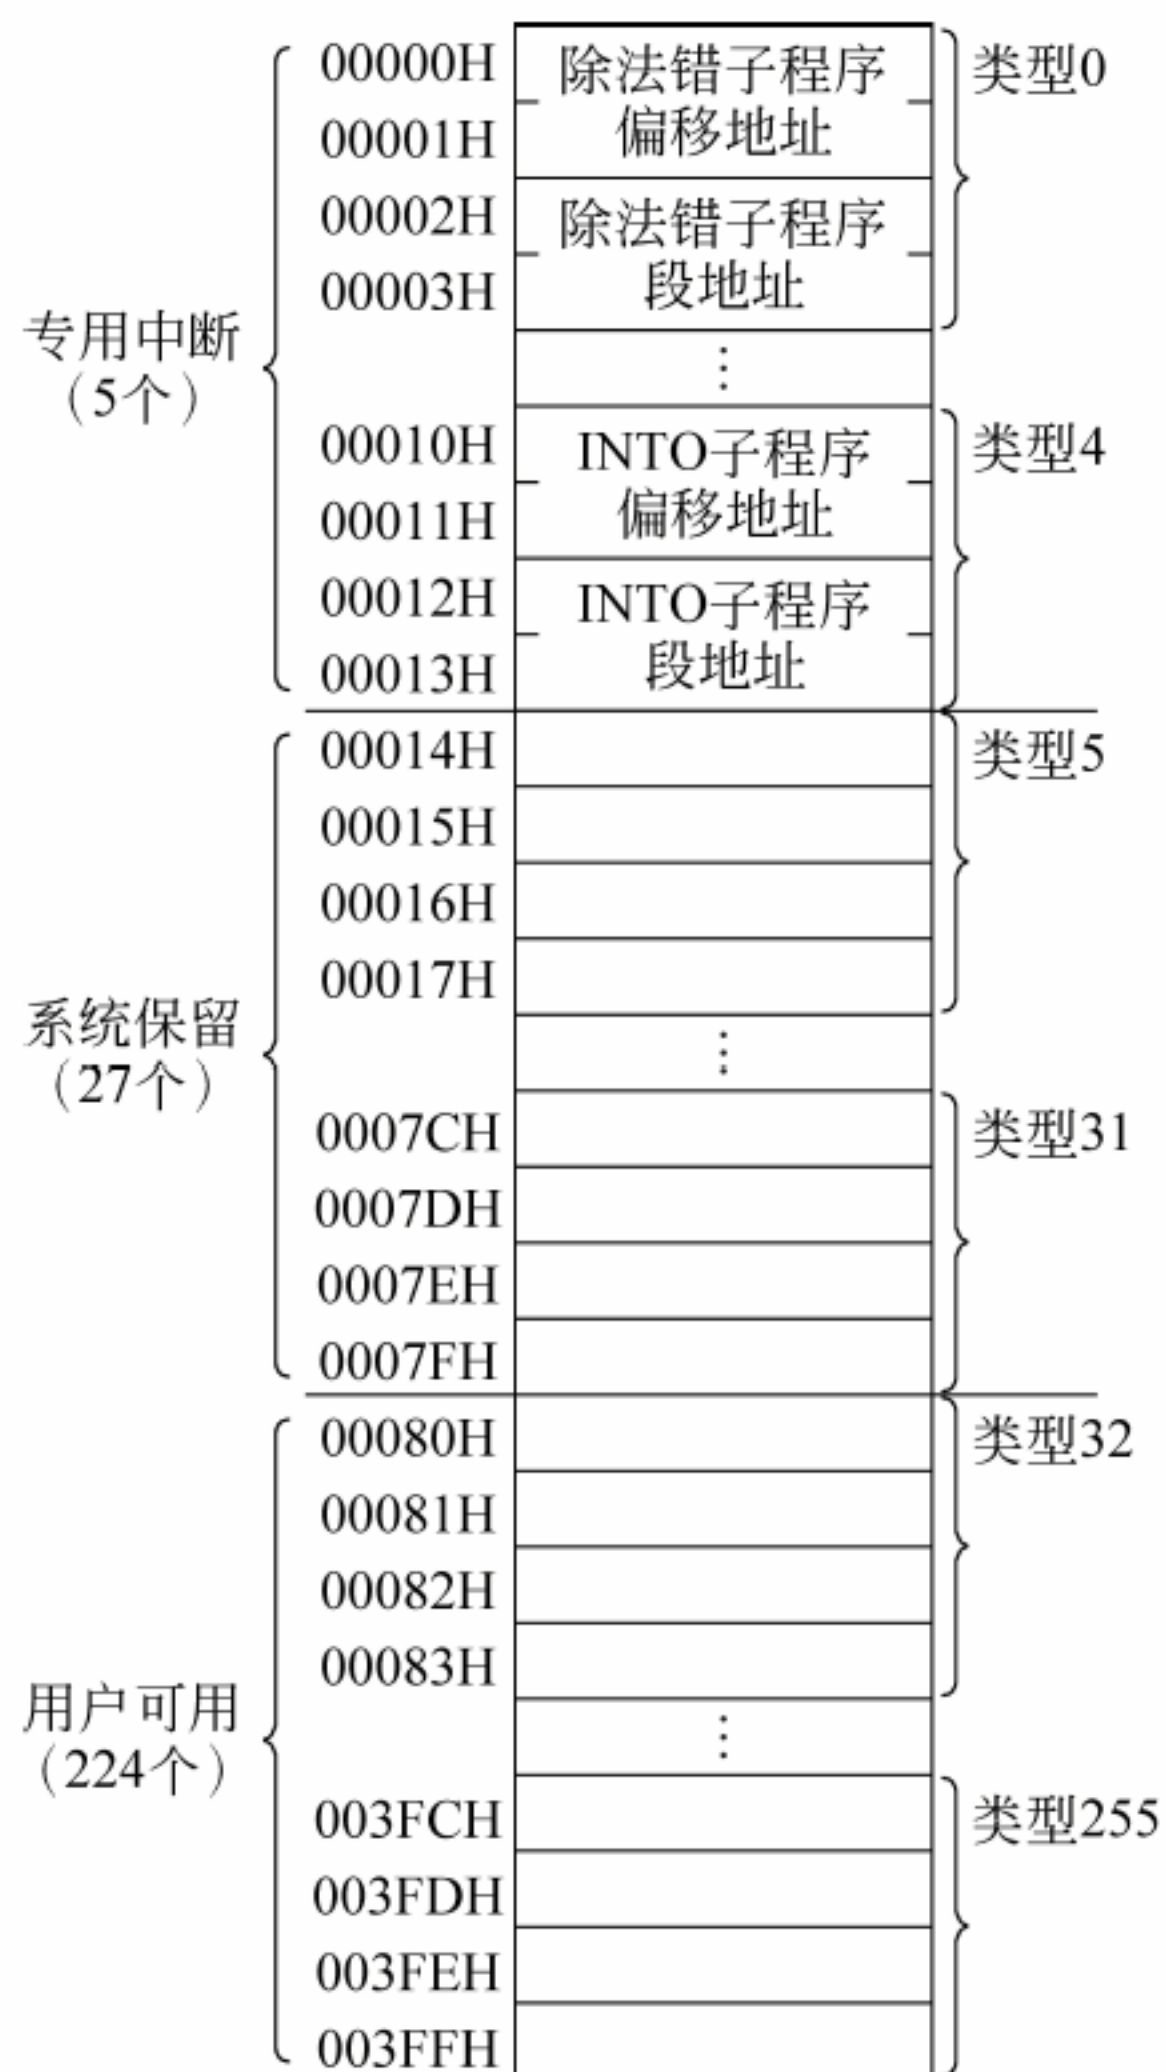 00000H 除法错子程序 类型0
00001H 偏移地址
00002H 除法错子程序
00003H 段地址
专用中断
（5个）
⋮
00010H INTO子程序 类型4
00011H 偏移地址
00012H INTO子程序
00013H 段地址
00014H 类型5
00015H
00016H
00017H
系统保留
（27个）
⋮
0007CH 类型31
0007DH
0007EH
0007FH
00080H 类型32
00081H
00082H
00083H
用户可用
（224个）
⋮
003FCH 类型255
003FDH
003FEH
003FFH